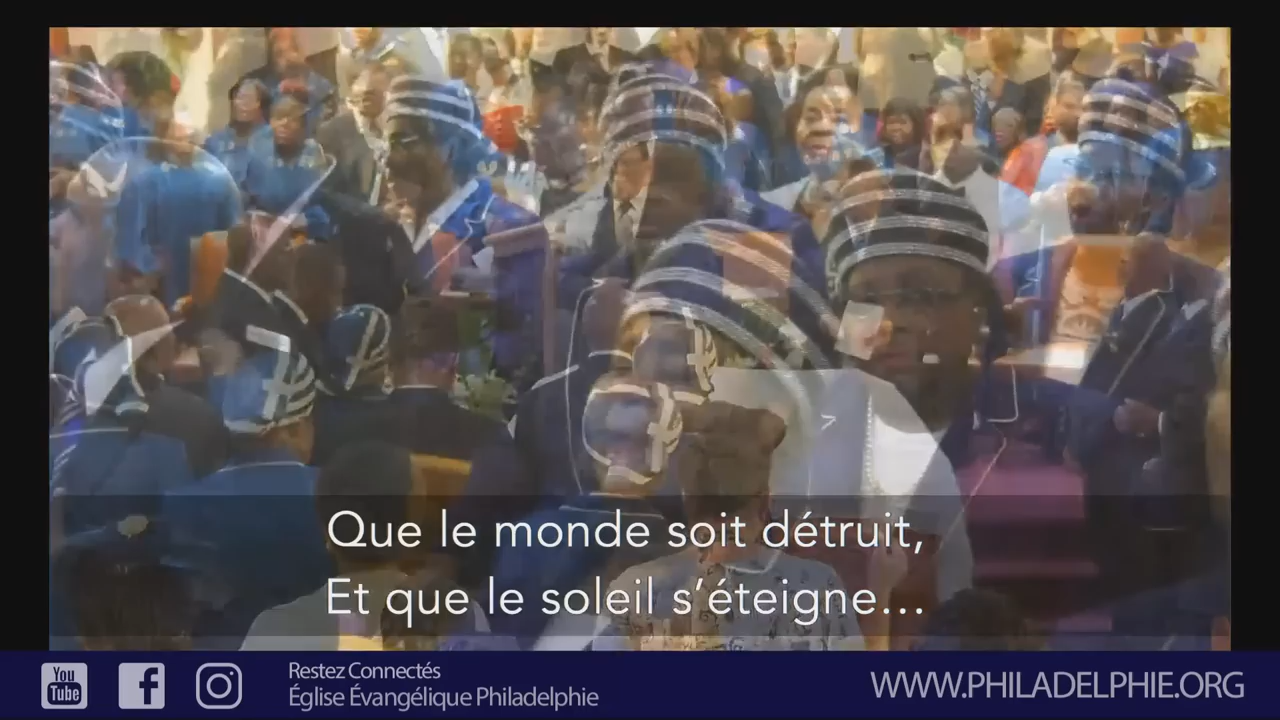 Que le monde soit détruit,
Et que le soleil s’éteigne...
You
Tube
Restez Connectés
Église Évangélique Philadelphie
WWW.PHILADELPHIE.ORG